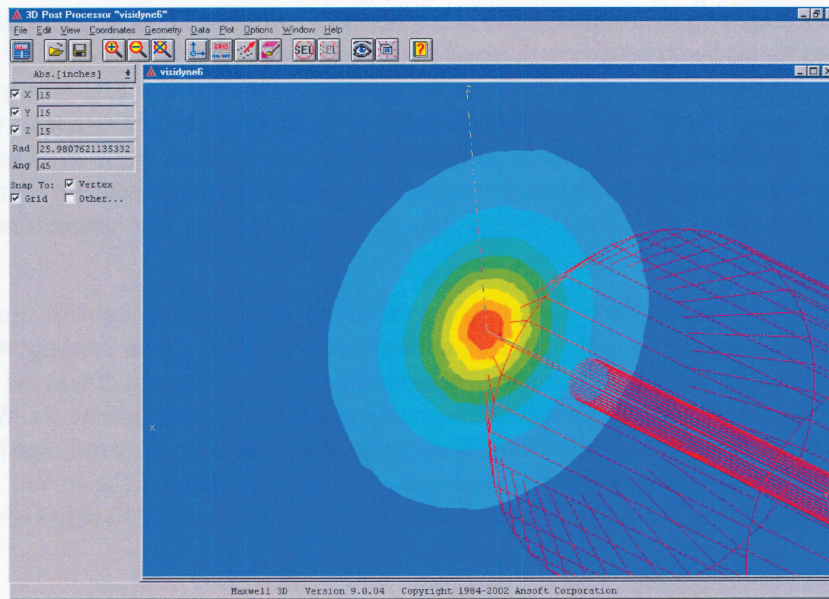 3D Post Processor "visidyne6"
File Edit View Coordinates Geometry Data Plot Options Window Help
SEL SEL
Abs.[inches]
X 15
Y 15
Z 15
Rad 25.9807621135332
Ang 45
Snap To: Vertex
Grid Other...
visidyne6
Z
X
Maxwell 3D Version 9.0.04 Copyright 1984-2002 Ansoft Corporation